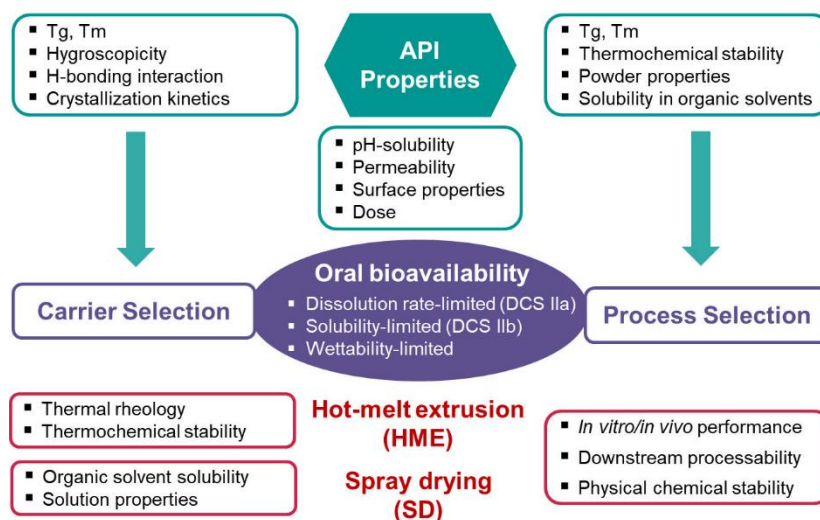 ▪ Tg, Tm
▪ Hygroscopicity
▪ H-bonding interaction
▪ Crystallization kinetics
API
Properties
▪ Tg, Tm
▪ Thermochemical stability
▪ Powder properties
▪ Solubility in organic solvents
▪ pH-solubility
▪ Permeability
▪ Surface properties
▪ Dose
Carrier Selection
Oral bioavailability
▪ Dissolution rate-limited (DCS IIa)
▪ Solubility-limited (DCS IIb)
▪ Wettability-limited
Process Selection
▪ Thermal rheology
▪ Thermochemical stability
Hot-melt extrusion
(HME)
▪ Organic solvent solubility
▪ Solution properties
Spray drying
(SD)
▪ In vitro/in vivo performance
▪ Downstream processability
▪ Physical chemical stability